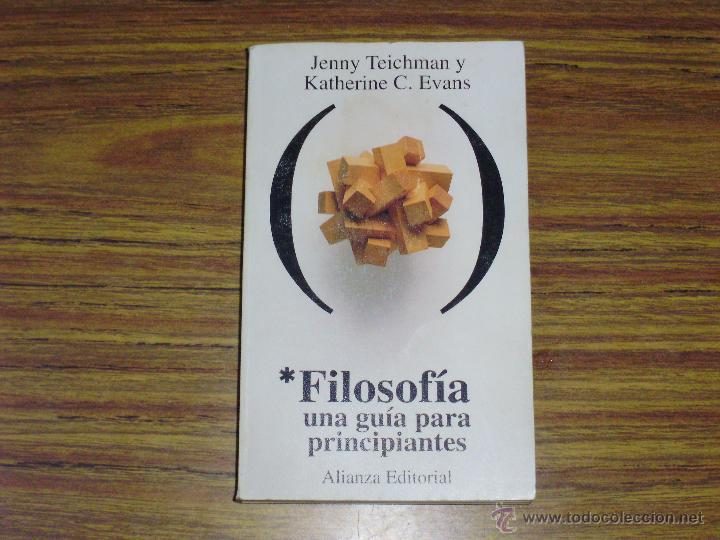 Jenny Teichman y
Katherine C. Evans
( )
*Filosofía
una guía para
principiantes
Alianza Editorial
© www.todocoleccion.net